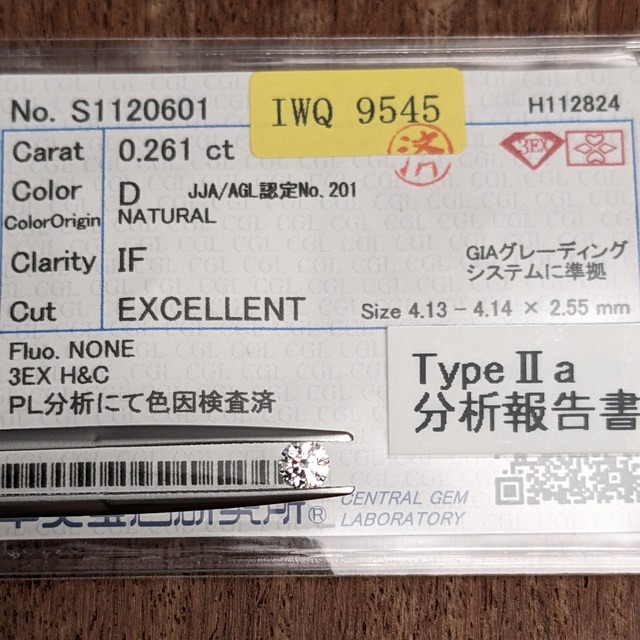 No. S1120601
IWQ 9545
H112824
済
3EX
Carat 0.261 ct
Color D JJA/AGL認定No.201
ColorOrigin NATURAL
Clarity IF
GIAグレーディング
システムに準拠
Cut EXCELLENT
Size 4.13 - 4.14 × 2.55 mm
Fluo. NONE
3EX H&C
PL分析にて色因検査済
TypeⅡa
分析報告書
CENTRAL GEM
LABORATORY